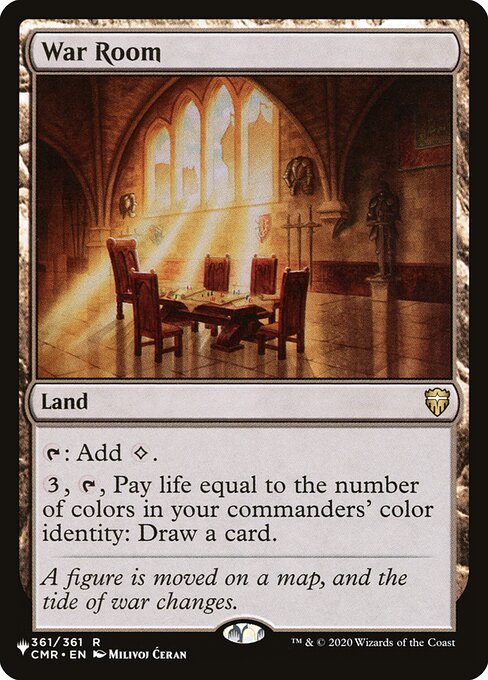 War Room
Land
: Add .
3, , Pay life equal to the number
of colors in your commanders’ color
identity: Draw a card.
A figure is moved on a map, and the
tide of war changes.
361/361 R
CMR • EN Milivoj Ćeran
™ & © 2020 Wizards of the Coast